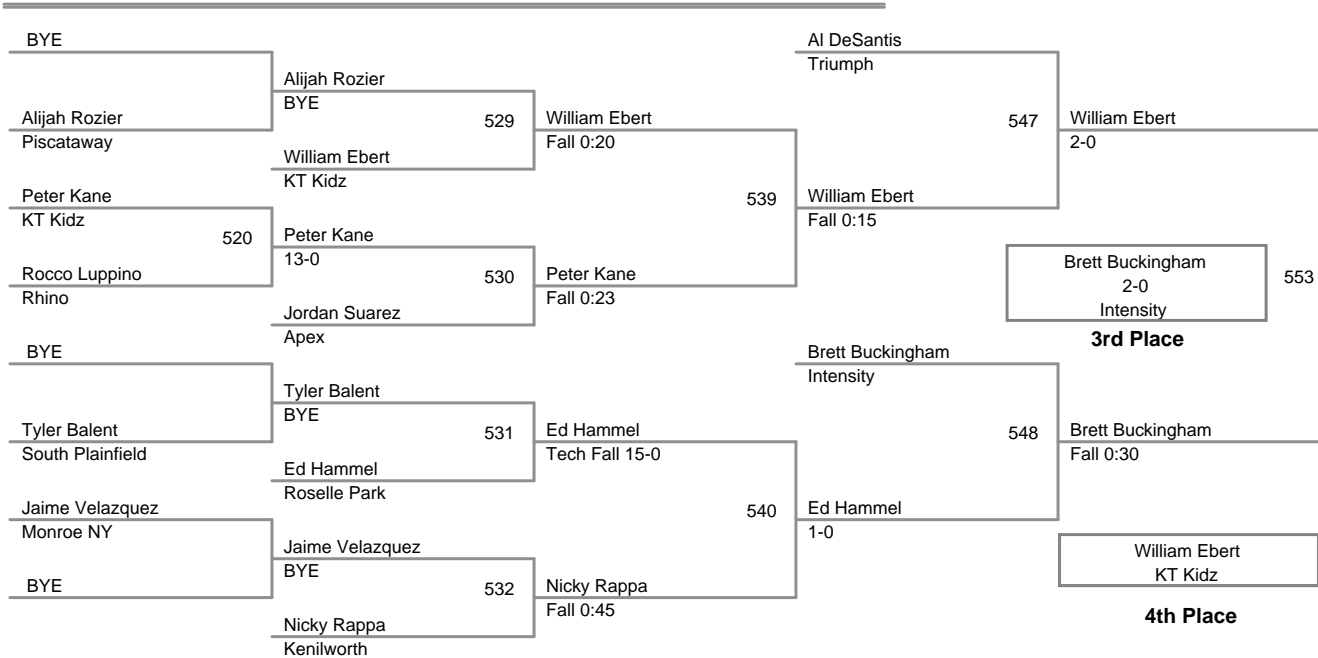 BYE
Alijah Rozier
Piscataway
Peter Kane
KT Kidz
Rocco Luppino
Rhino
BYE
Tyler Balent
South Plainfield
Jaime Velazquez
Monroe NY
BYE
520
Alijah Rozier
BYE
William Ebert
KT Kidz
Peter Kane
13-0
Jordan Suarez
Apex
Tyler Balent
BYE
Ed Hammel
Roselle Park
Jaime Velazquez
BYE
Nicky Rappa
Kenilworth
529
530
531
532
William Ebert
Fall 0:20
Peter Kane
Fall 0:23
Ed Hammel
Tech Fall 15-0
Nicky Rappa
Fall 0:45
539
540
Al DeSantis
Triumph
William Ebert
Fall 0:15
Brett Buckingham
Intensity
Ed Hammel
1-0
547
548
William Ebert
2-0
Brett Buckingham
2-0
Intensity
553
3rd Place
Brett Buckingham
Fall 0:30
William Ebert
KT Kidz
4th Place